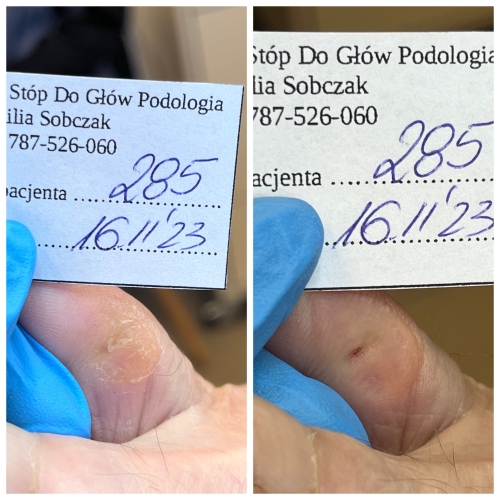 Stóp Do Głów Podologia
ilia Sobczak
787-526-060
pacjenta .................... 285
.................... 16.11'23
Stóp Do Głów Podologia
lia Sobczak
787-526-060
acjenta .................... 285
.................... 16.11'23